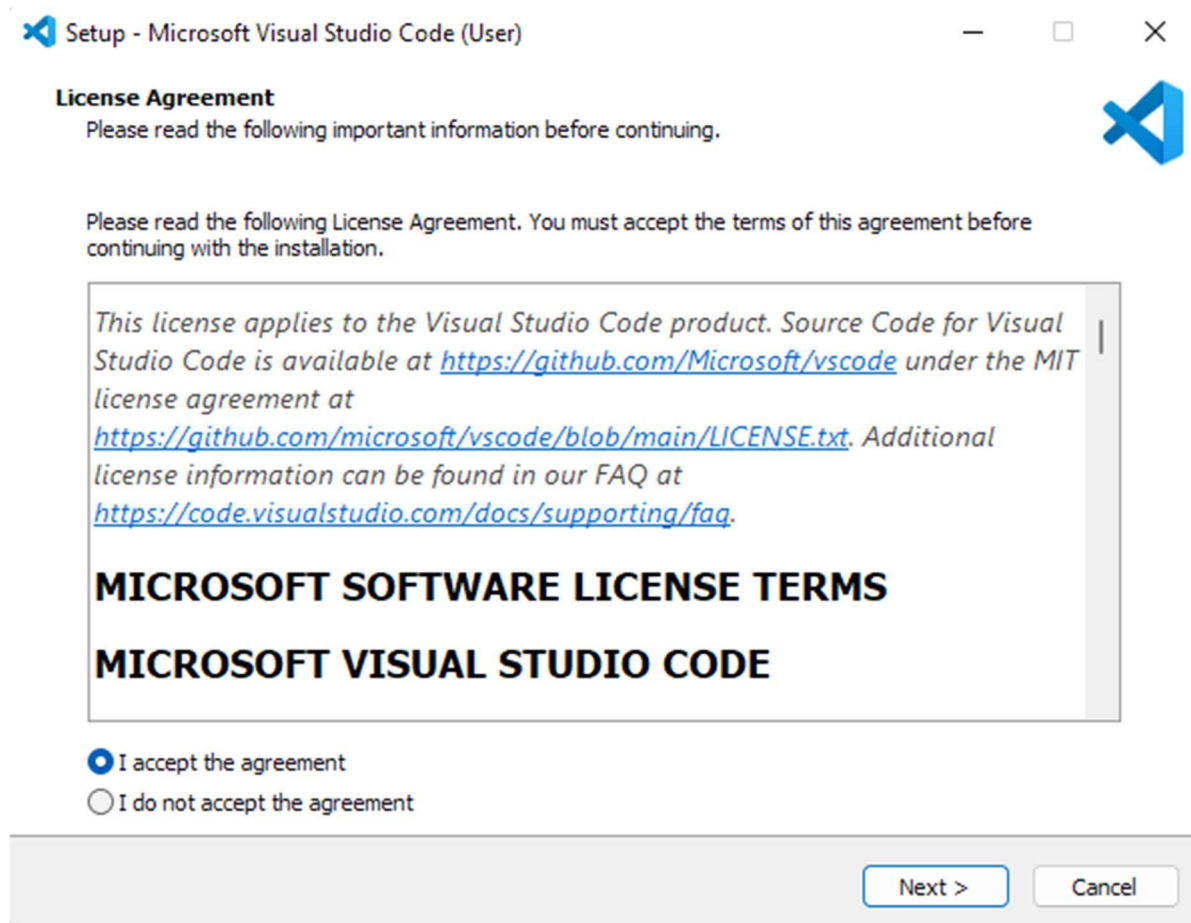 Setup - Microsoft Visual Studio Code (User)
License Agreement
Please read the following important information before continuing.
Please read the following License Agreement. You must accept the terms of this agreement before
continuing with the installation.
This license applies to the Visual Studio Code product. Source Code for Visual
Studio Code is available at https://github.com/Microsoft/vscode under the MIT
license agreement at
https://github.com/microsoft/vscode/blob/main/LICENSE.txt. Additional
license information can be found in our FAQ at
https://code.visualstudio.com/docs/supporting/faq.
MICROSOFT SOFTWARE LICENSE TERMS
MICROSOFT VISUAL STUDIO CODE
I accept the agreement
I do not accept the agreement
Next > Cancel